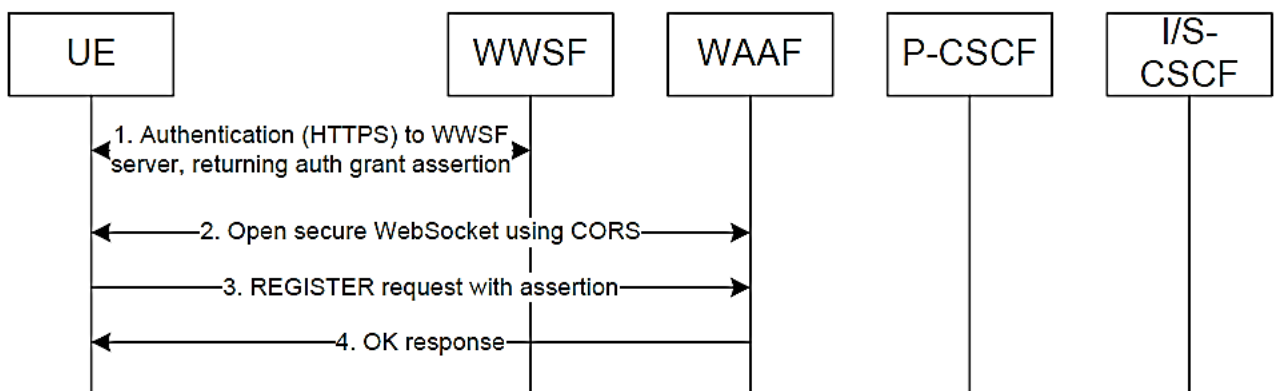 UE
WWSF
WAAF
P-CSCF
I/S-
CSCF
1. Authentication (HTTPS) to WWSF
server, returning auth grant assertion
2. Open secure WebSocket using CORS
3. REGISTER request with assertion
4. OK response